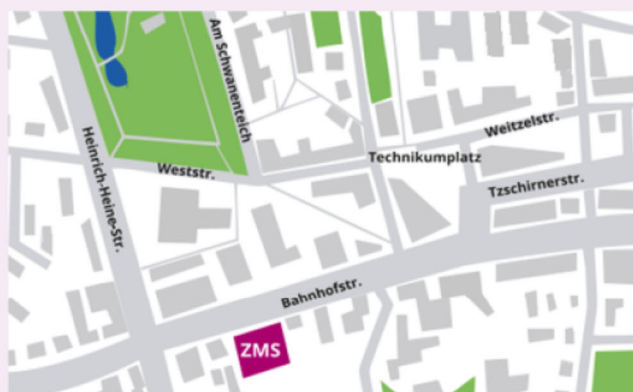 Am Schwanenteich
Heinrich-Heine-Str.
Weststr.
Technikumplatz
Weitzelstr.
Tzschirnerstr.
Bahnhofstr.
ZMS